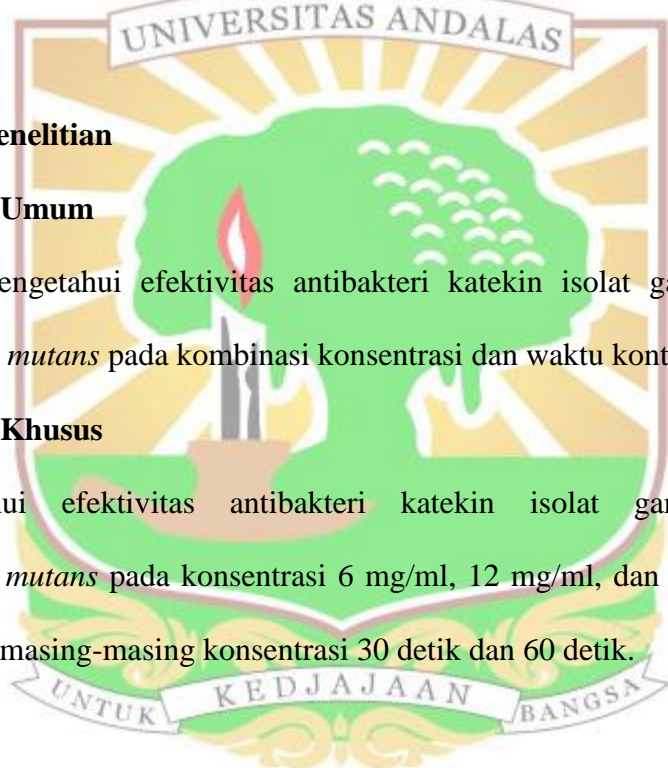 UNIVERSITAS ANDALAS
enelitian
Umum
engetahui efektivitas antibakteri katekin isolat ga
mutans pada kombinasi konsentrasi dan waktu kont
Khusus
ui efektivitas antibakteri katekin isolat gar
mutans pada konsentrasi 6 mg/ml, 12 mg/ml, dan
masing-masing konsentrasi 30 detik dan 60 detik.
UNTUK KEDJAJAAN BANGSA